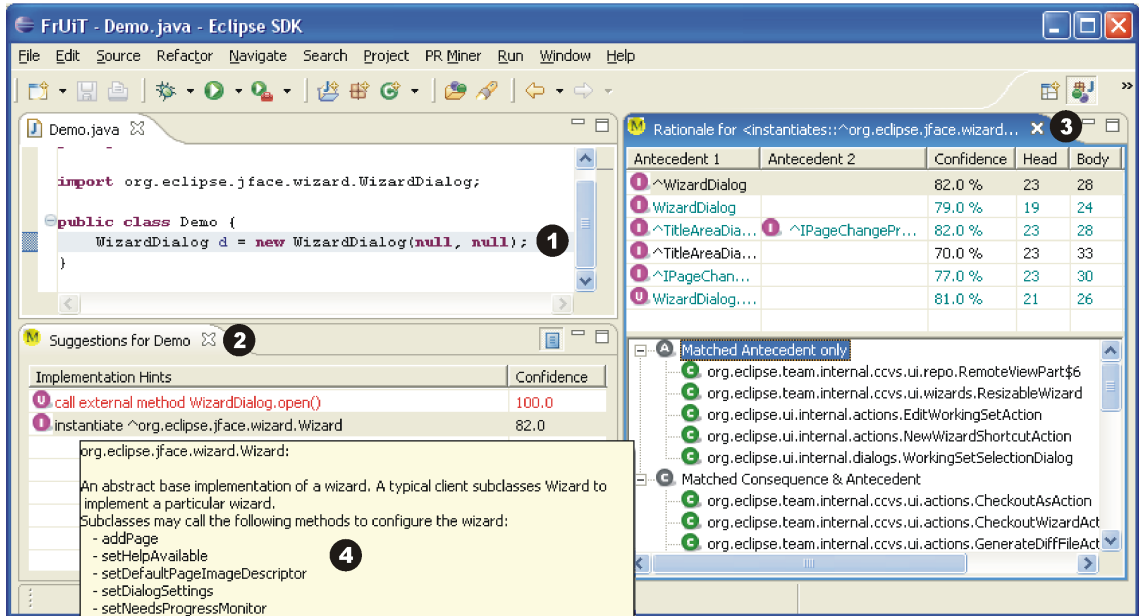 FrUiT - Demo.java - Eclipse SDK
File Edit Source Refactor Navigate Search Project PR Miner Run Window Help
Demo.java
import org.eclipse.jface.wizard.WizardDialog;
public class Demo {
WizardDialog d = new WizardDialog(null, null);
1
}
M Suggestions for Demo
2
Implementation Hints Confidence
U call external method WizardDialog.open() 100.0
I instantiate ^org.eclipse.jface.wizard.Wizard 82.0
org.eclipse.jface.wizard.Wizard:
An abstract base implementation of a wizard. A typical client subclasses Wizard to
implement a particular wizard.
Subclasses may call the following methods to configure the wizard:
- addPage
- setHelpAvailable
- setDefaultPageImageDescriptor
- setDialogSettings
- setNeedsProgressMonitor
4
M Rationale for <instantiates::^org.eclipse.jface.wizard...
3
Antecedent 1 Antecedent 2 Confidence Head Body
I ^WizardDialog 82.0 % 23 28
I WizardDialog 79.0 % 19 24
I ^TitleAreaDia... I ^IPageChangePr... 82.0 % 23 28
I ^TitleAreaDia... 70.0 % 23 33
I ^IPageChan... 77.0 % 23 30
U WizardDialog.... 81.0 % 21 26
A Matched Antecedent only
C org.eclipse.team.internal.ccvs.ui.repo.RemoteViewPart$6
C org.eclipse.team.internal.ccvs.ui.wizards.ResizableWizard
C org.eclipse.ui.internal.actions.EditWorkingSetAction
C org.eclipse.ui.internal.actions.NewWizardShortcutAction
C org.eclipse.ui.internal.dialogs.WorkingSetSelectionDialog
C Matched Consequence & Antecedent
C org.eclipse.team.internal.ccvs.ui.actions.CheckoutAsAction
C org.eclipse.team.internal.ccvs.ui.actions.CheckoutWizardAct
C org.eclipse.team.internal.ccvs.ui.actions.GenerateDiffFileAct